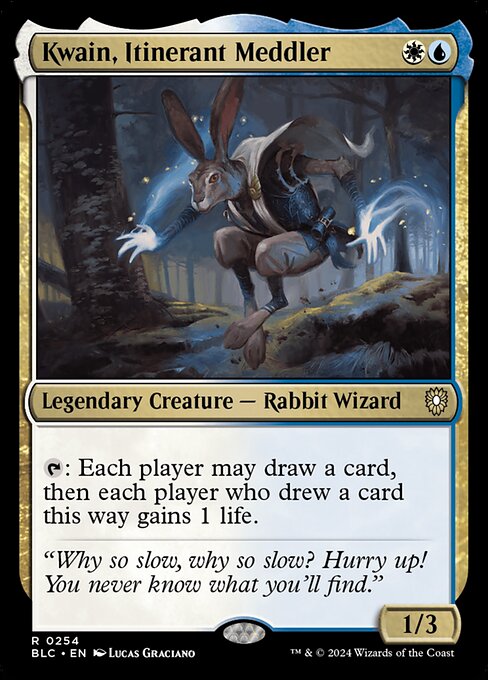 Kwain, Itinerant Meddler
Legendary Creature — Rabbit Wizard
: Each player may draw a card,
then each player who drew a card
this way gains 1 life.
“Why so slow, why so slow? Hurry up!
You never know what you’ll find.”
1/3
R 0254
BLC • EN Lucas Graciano
™ & © 2024 Wizards of the Coast